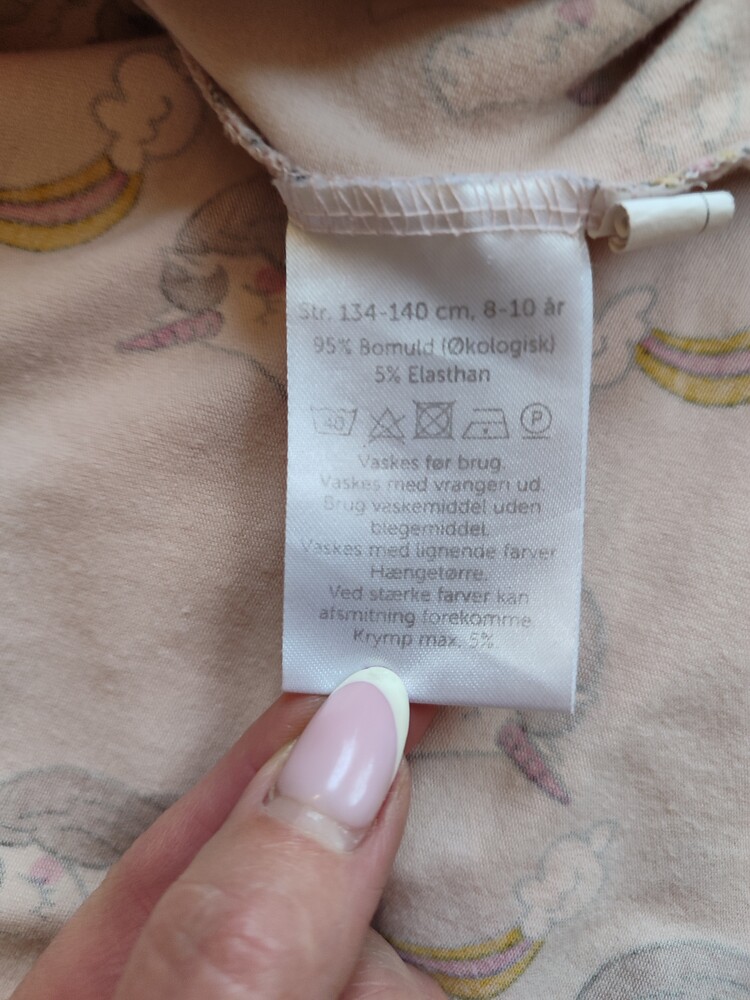 Str. 134-140 cm, 8-10 år
95% Bomuld (Økologisk)
5% Elasthan
40 P
Vaskes før brug.
Vaskes med vrangen ud.
Brug vaskemiddel uden
blegemiddel.
Vaskes med lignende farver
Hængetørre.
Ved stærke farver kan
afsmitning forekomme.
Krymp max. 5%.